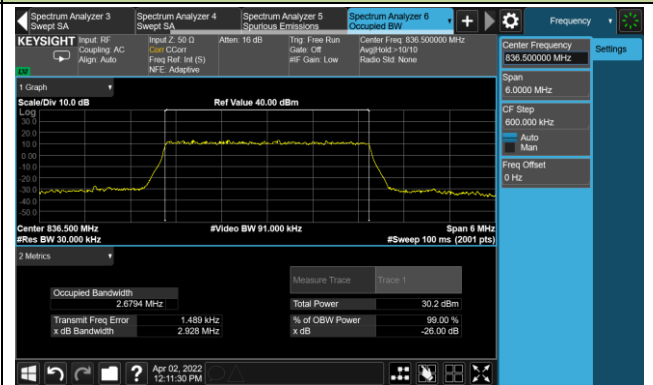 Spectrum Analyzer 3
Swept SA
Spectrum Analyzer 4
Swept SA
Spectrum Analyzer 5
Spurious Emissions
Spectrum Analyzer 6
Occupied BW
Frequency
KEYSIGHT
Input: RF
Coupling: AC
Align: Auto
Input Z: 50 Ω
Corr CCorr
Freq Ref: Int (S)
NFE: Adaptive
Atten: 16 dB
Trig: Free Run
Gate: Off
#IF Gain: Low
Center Freq: 836.500000 MHz
Avg|Hold:>10/10
Radio Std: None
Center Frequency
836.500000 MHz
Settings
Span
6.0000 MHz
CF Step
600.000 kHz
Auto
Man
Freq Offset
0 Hz
1 Graph
Scale/Div 10.0 dB
Ref Value 40.00 dBm
Log
30.0
20.0
10.0
0.00
-10.0
-20.0
-30.0
-40.0
-50.0
Center 836.500 MHz
#Video BW 91.000 kHz
Span 6 MHz
#Res BW 30.000 kHz
#Sweep 100 ms (2001 pts)
2 Metrics
Measure Trace
Trace 1
Occupied Bandwidth
2.6794 MHz
Total Power
30.2 dBm
Transmit Freq Error
1.489 kHz
% of OBW Power
99.00 %
x dB Bandwidth
2.928 MHz
x dB
-26.00 dB
Apr 02, 2022
12:11:30 PM